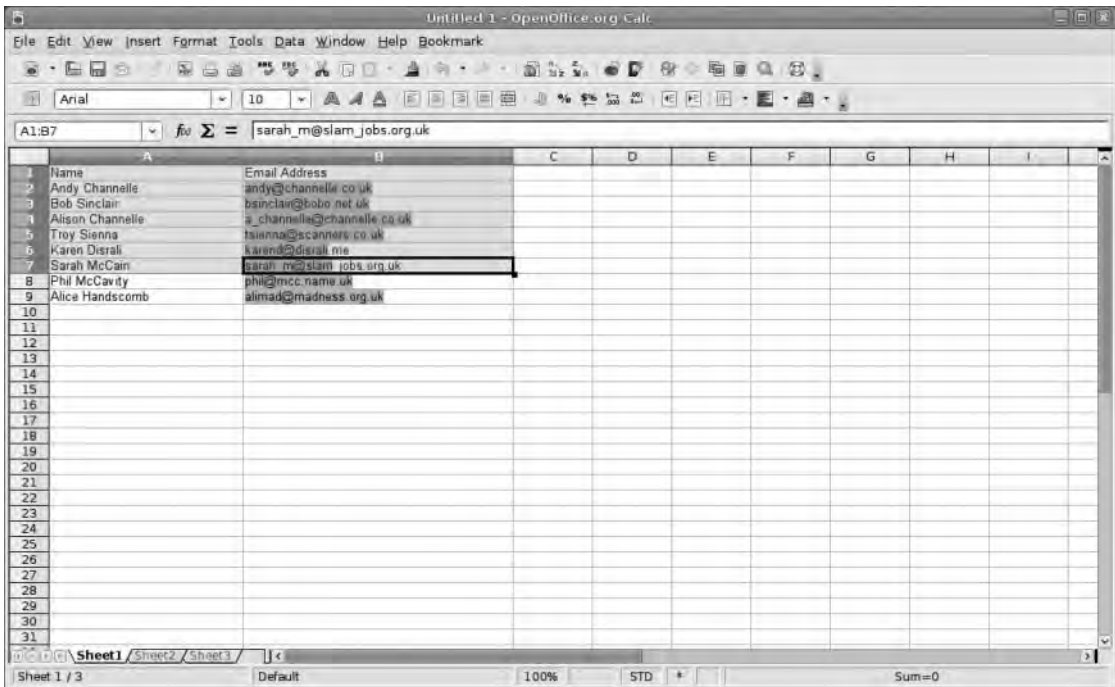 Untitled 1 - OpenOffice.org Calc
File Edit View Insert Format Tools Data Window Help Bookmark
Arial 10
A1:B7 sarah_m@slam_jobs.org.uk
A B C D E F G H I
1 Name Email Address
2 Andy Channelle andy@channelle.co.uk
3 Bob Sinclair bsinclair@bobo.net.uk
4 Alison Channelle a_channelle@channelle.co.uk
5 Troy Sienna tsienna@scanners.co.uk
6 Karen Disrali karend@disrali.me
7 Sarah McCain sarah_m@slam_jobs.org.uk
8 Phil McCavity phil@mcc.name.uk
9 Alice Handscomb alimad@madness.org.uk
10
11
12
13
14
15
16
17
18
19
20
21
22
23
24
25
26
27
28
29
30
31
Sheet1 Sheet2 Sheet3
Sheet 1 / 3 Default 100% STD * Sum=0